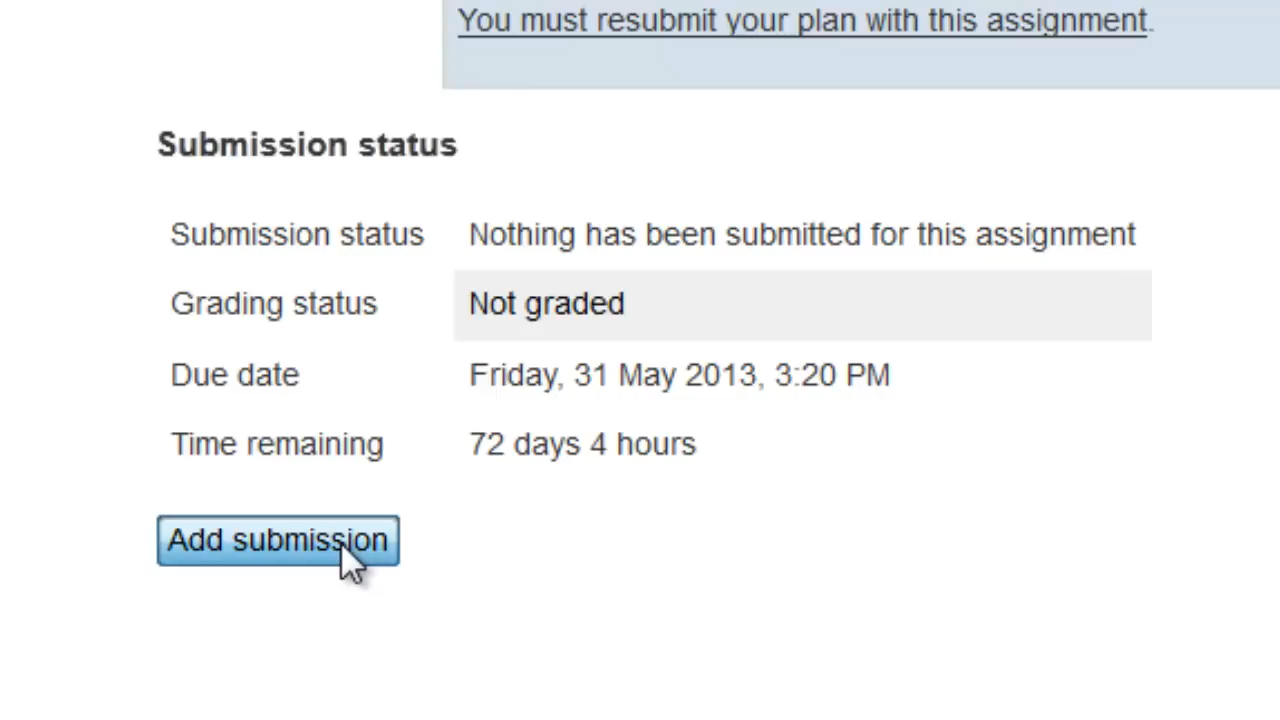 You must resubmit your plan with this assignment.
Submission status
Submission status Nothing has been submitted for this assignment
Grading status Not graded
Due date Friday, 31 May 2013, 3:20 PM
Time remaining 72 days 4 hours
Add submission